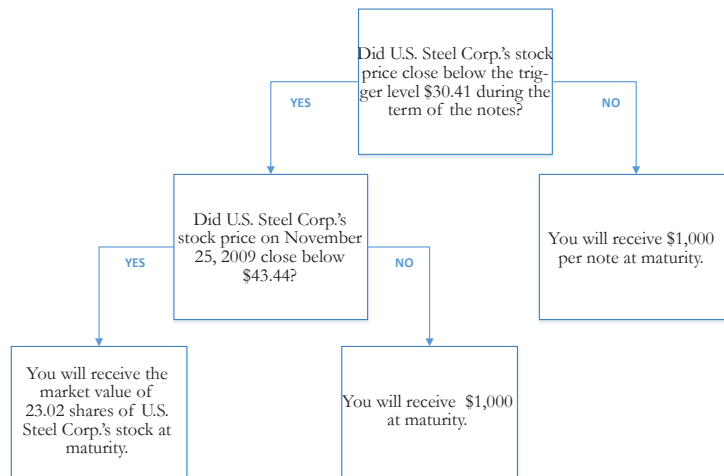 Did U.S. Steel Corp.'s stock
price close below the trig-
ger level $30.41 during the
term of the notes?
YES
NO
Did U.S. Steel Corp.'s
stock price on November
25, 2009 close below
$43.44?
You will receive $1,000
per note at maturity.
YES
NO
You will receive the
market value of
23.02 shares of U.S.
Steel Corp.'s stock at
maturity.
You will receive $1,000
at maturity.